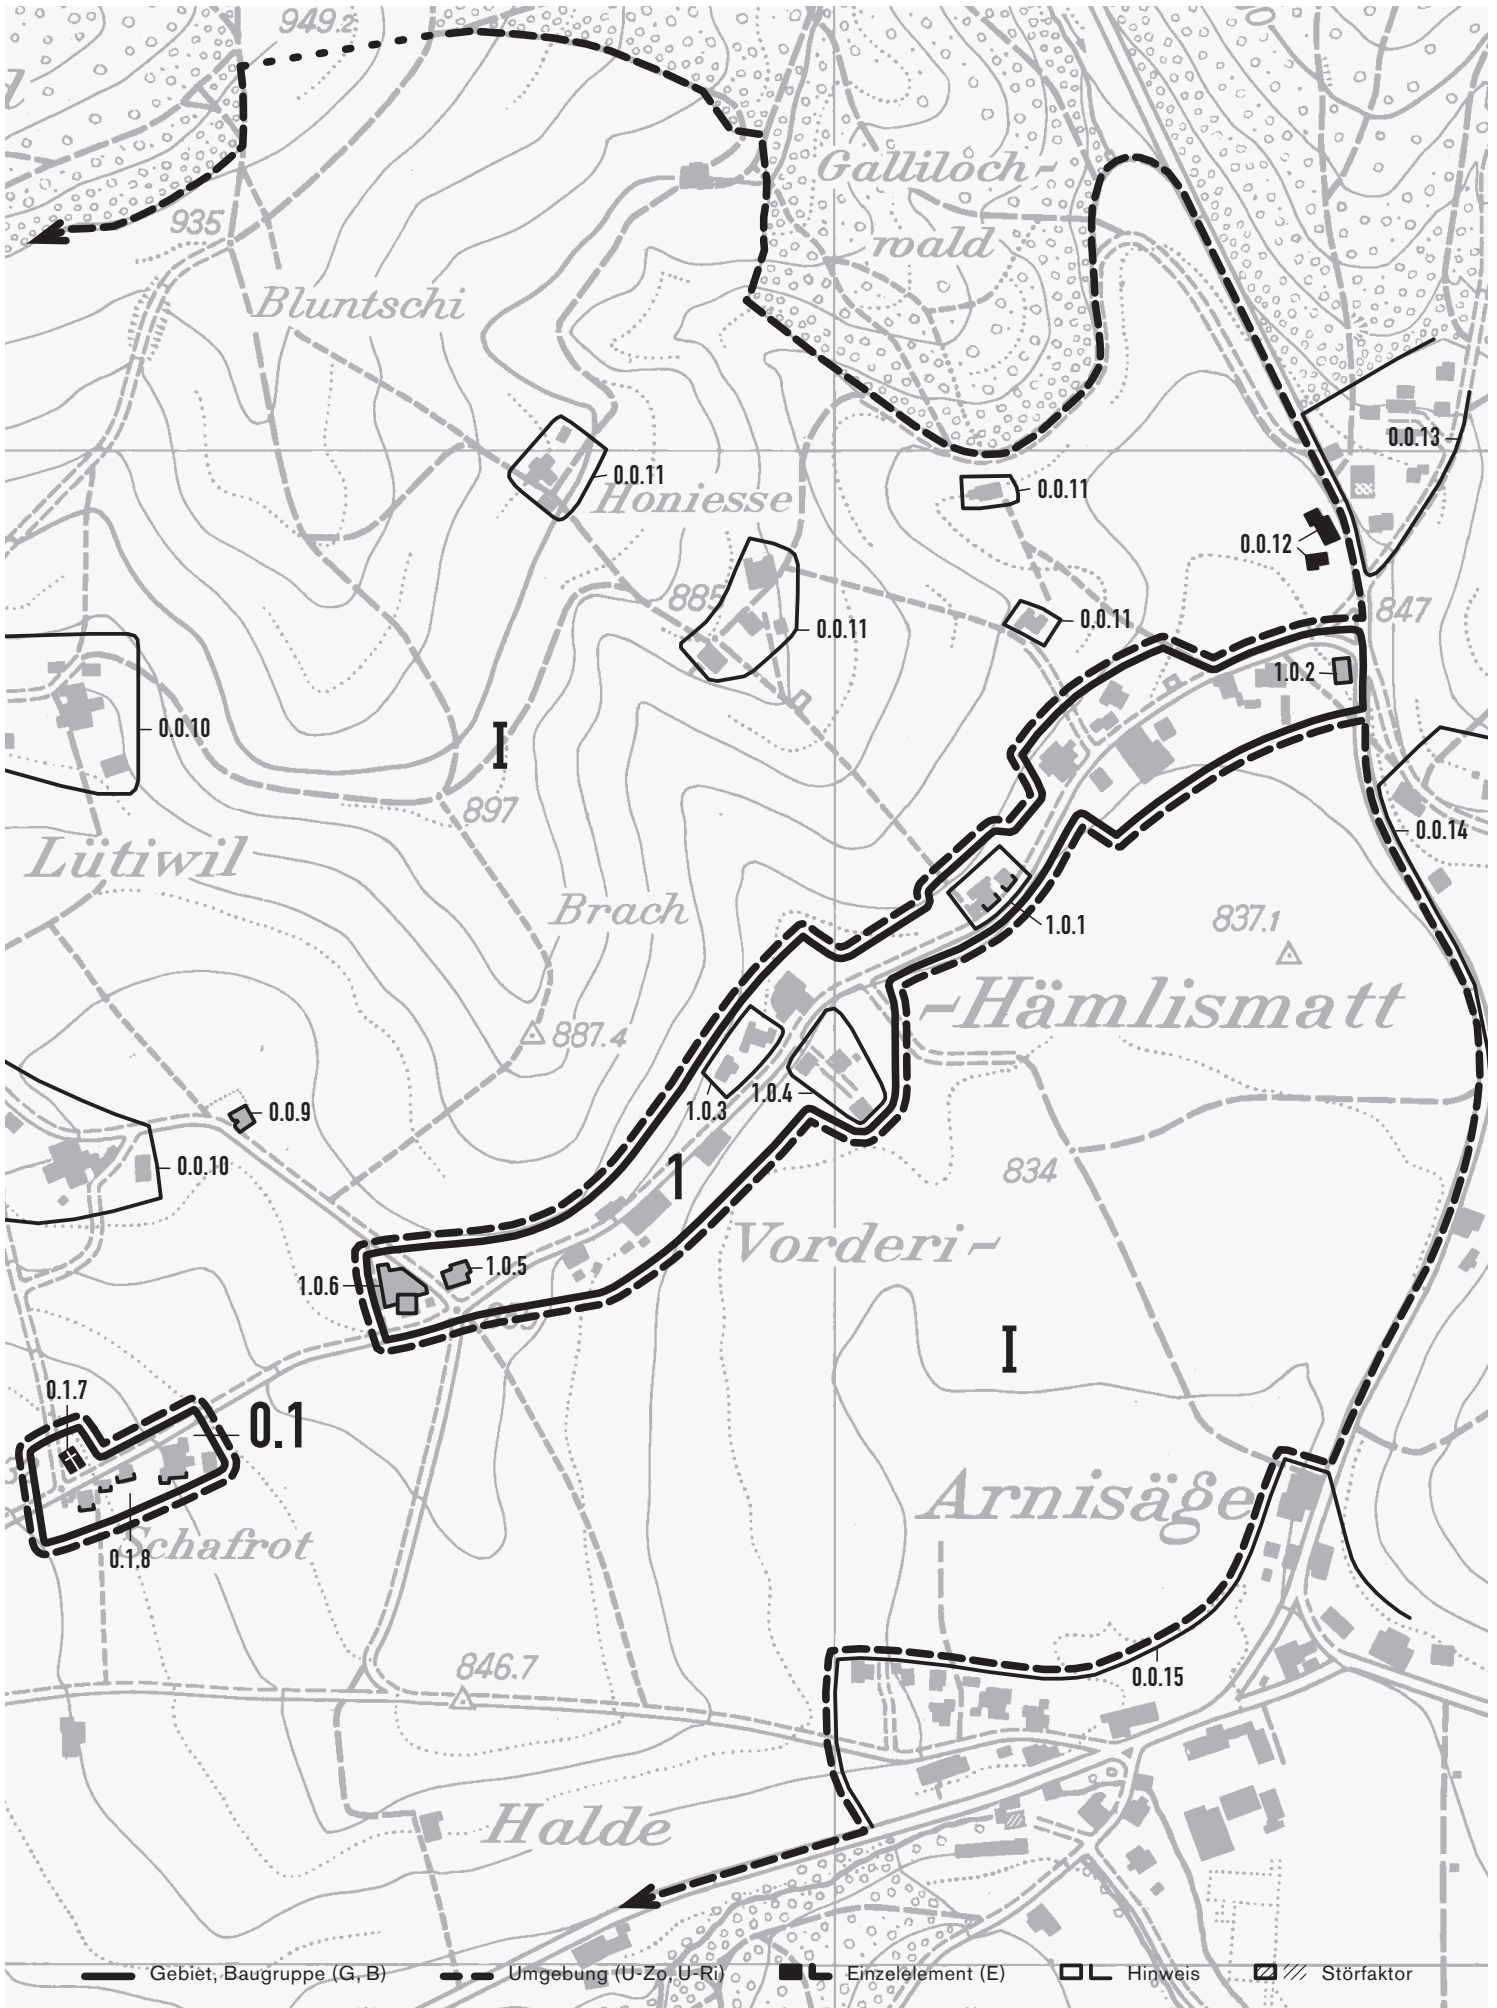 949.2
Galliloch-
wald
935
Bluntschi
0.0.13
0.0.11
Honiesse
0.0.11
0.0.12
885
0.0.11
0.0.11
847
1.0.2
0.0.10
I
897
0.0.14
Lütiwil
Brach
837.1
1.0.1
-Hämlismatt
887.4
1.0.3
1.0.4
0.0.9
0.0.10
1
834
Vorderi-
1.0.5
1.0.6
I
0.1.7
0.1
Arnisäge
Schafrot
0.1.8
846.7
0.0.15
Halde
Gebiet, Baugruppe (G, B)
Umgebung (U-Zo, U-Ri)
Einzelelement (E)
Hinweis
Störfaktor